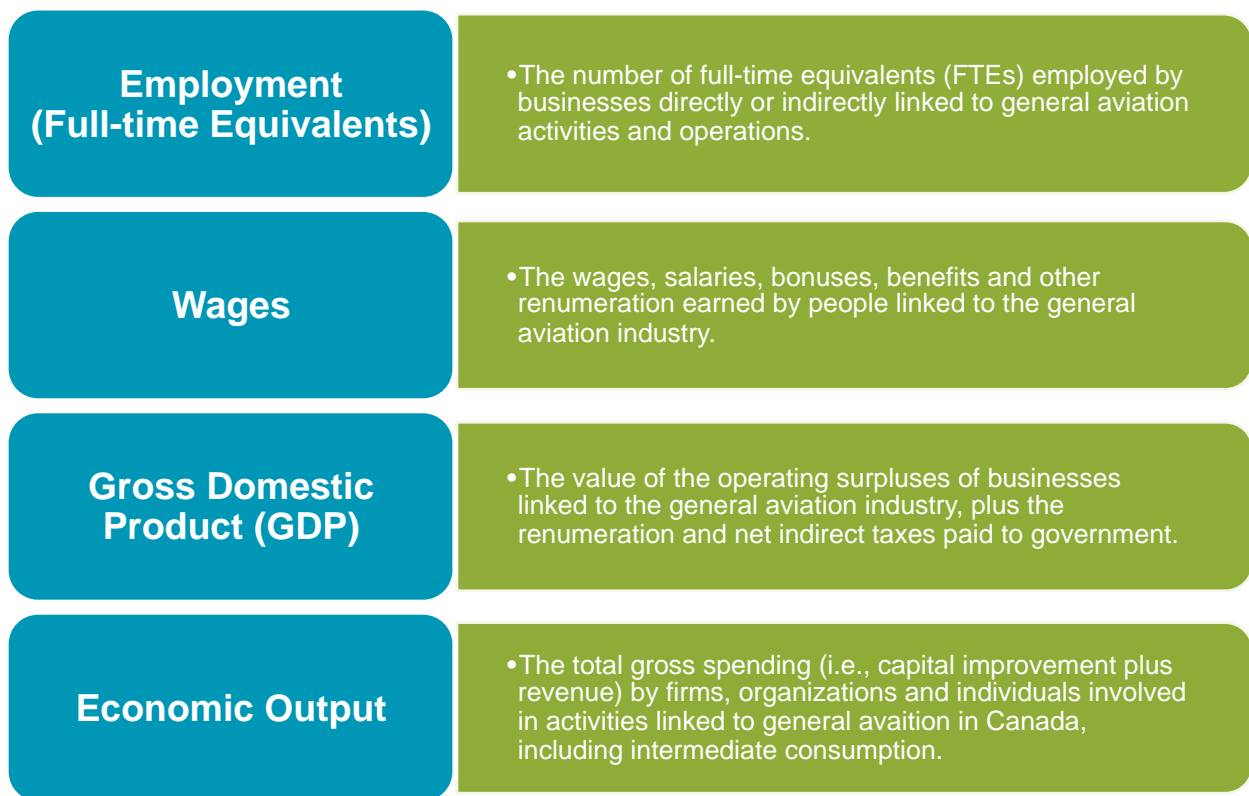 Employment
(Full-time Equivalents)
•The number of full-time equivalents (FTEs) employed by
businesses directly or indirectly linked to general aviation
activities and operations.
Wages
•The wages, salaries, bonuses, benefits and other
renumeration earned by people linked to the general
aviation industry.
Gross Domestic
Product (GDP)
•The value of the operating surpluses of businesses
linked to the general aviation industry, plus the
renumeration and net indirect taxes paid to government.
Economic Output
•The total gross spending (i.e., capital improvement plus
revenue) by firms, organizations and individuals involved
in activities linked to general avaition in Canada,
including intermediate consumption.